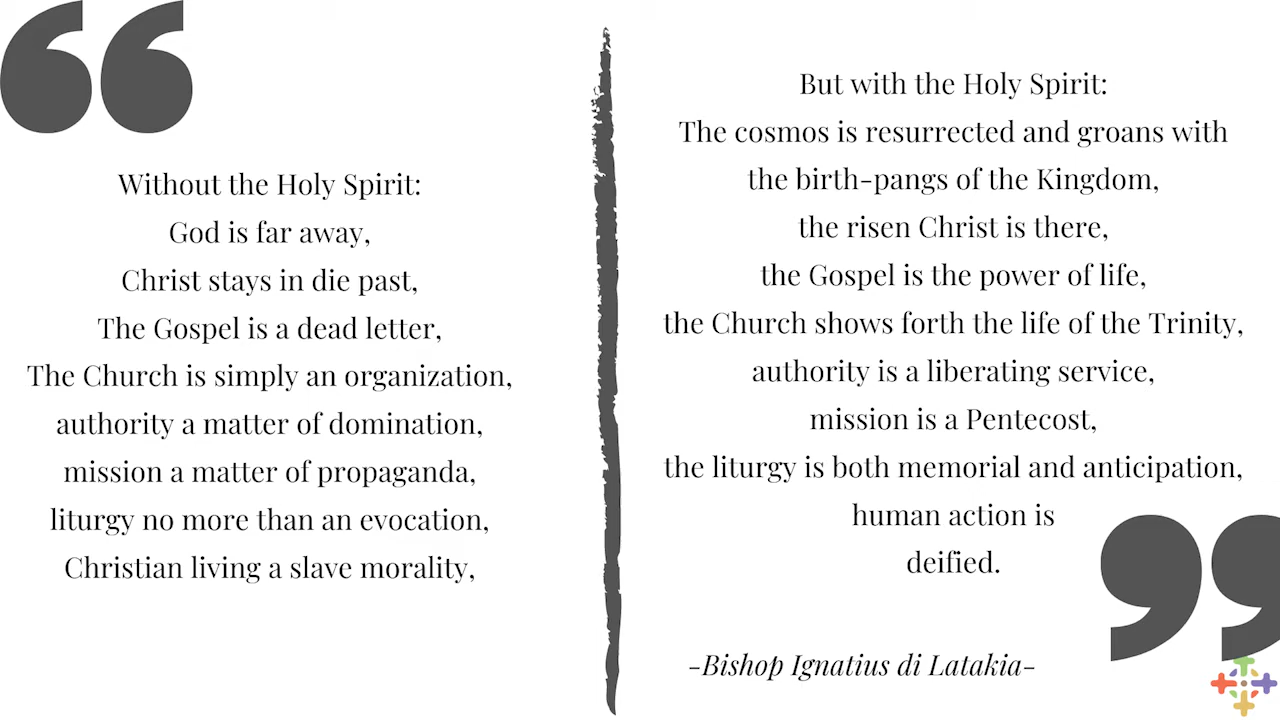 Without the Holy Spirit:
God is far away,
Christ stays in die past,
The Gospel is a dead letter,
The Church is simply an organization,
authority a matter of domination,
mission a matter of propaganda,
liturgy no more than an evocation,
Christian living a slave morality,
But with the Holy Spirit:
The cosmos is resurrected and groans with
the birth-pangs of the Kingdom,
the risen Christ is there,
the Gospel is the power of life,
the Church shows forth the life of the Trinity,
authority is a liberating service,
mission is a Pentecost,
the liturgy is both memorial and anticipation,
human action is
deified.
-Bishop Ignatius di Latakia-